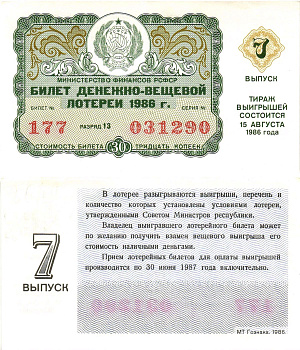 7
ВЫПУСК
МИНИСТЕРСТВО ФИНАНСОВ РСФСР
БИЛЕТ ДЕНЕЖНО-ВЕЩЕВОЙ
ЛОТЕРЕИ 1986 г.
БИЛЕТ № СЕРИЯ №
177 РАЗРЯД 13 031290
СТОИМОСТЬ БИЛЕТА 30 ТРИДЦАТЬ КОПЕЕК
ТИРАЖ
ВЫИГРЫШЕЙ
СОСТОИТСЯ
15 АВГУСТА
1986 года
7
ВЫПУСК
В лотерее разыгрываются выигрыши, перечень и
количество которых установлены условиями лотереи,
утвержденными Советом Министров республики.
Владелец выигравшего лотерейного билета может
по желанию получить взамен вещевого выигрыша его
стоимость наличными деньгами.
Прием лотерейных билетов для оплаты выигрышей
производится по 30 июня 1987 года включительно.
МТ Гознака. 1986.